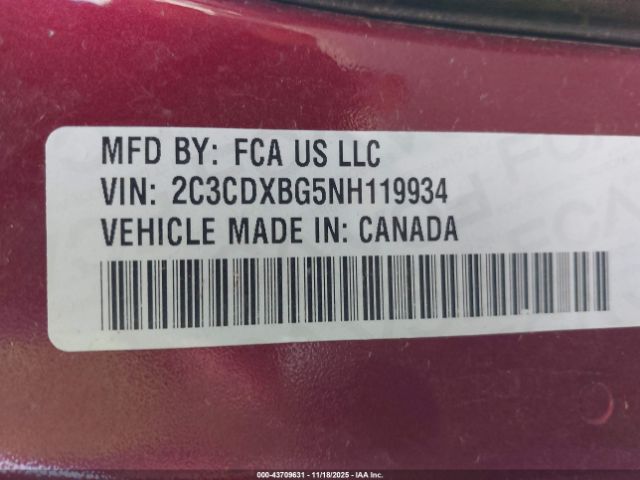 MFD BY: FCA US LLC
VIN: 2C3CDXBG5NH119934
VEHICLE MADE IN: CANADA
000-43709631 - 11/18/2025 - IAA Inc.